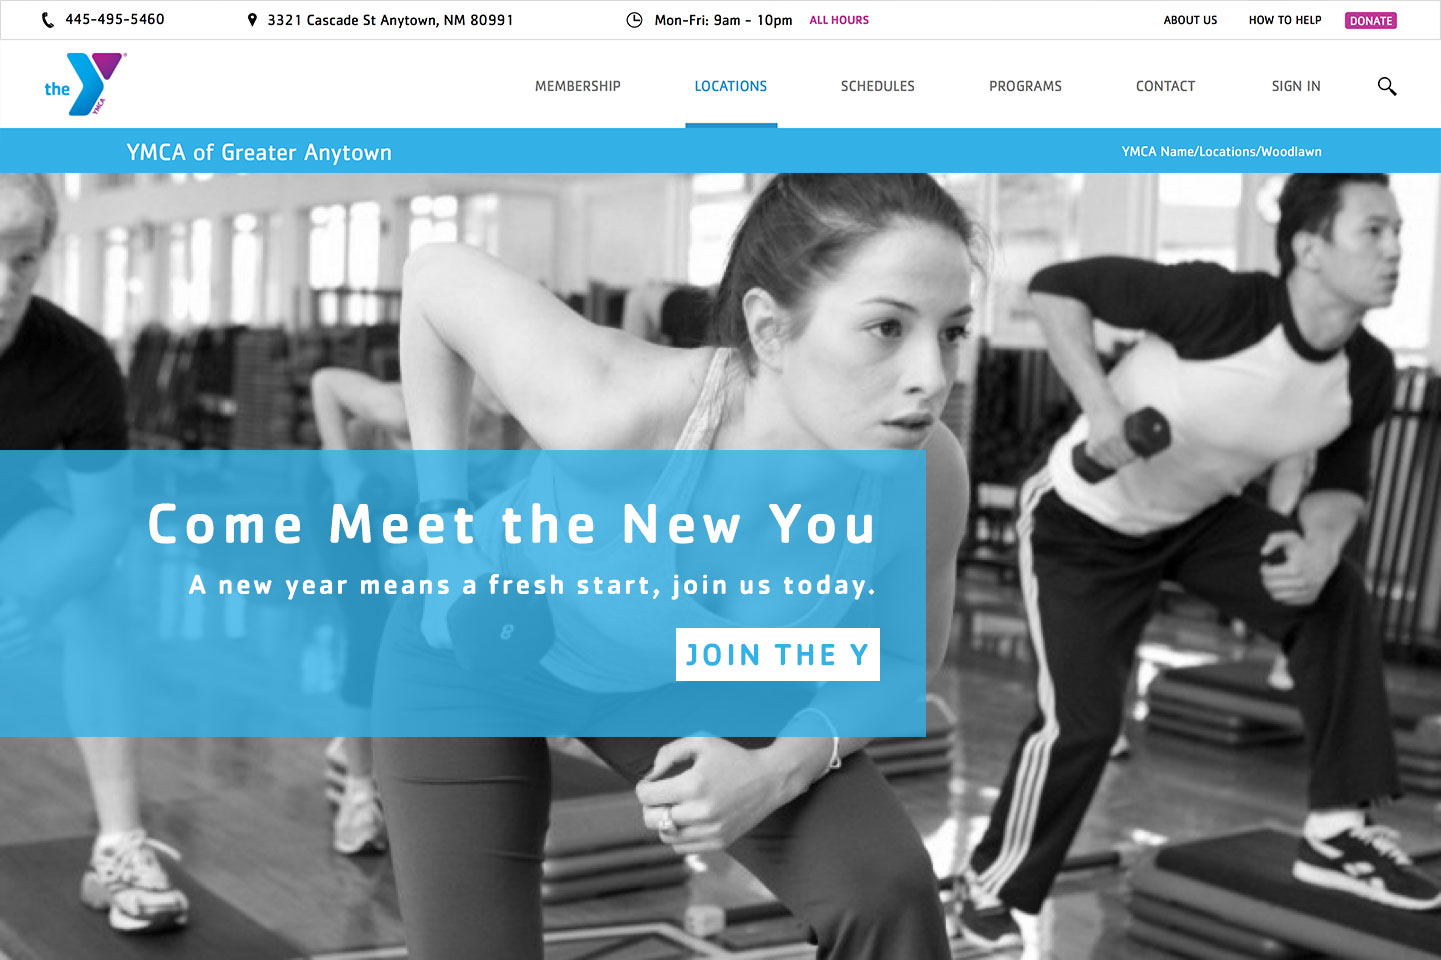 445-495-5460
3321 Cascade St Anytown, NM 80991
Mon-Fri: 9am - 10pm ALL HOURS
ABOUT US
HOW TO HELP
DONATE
the Y YMCA
MEMBERSHIP
LOCATIONS
SCHEDULES
PROGRAMS
CONTACT
SIGN IN
YMCA of Greater Anytown
YMCA Name/Locations/Woodlawn
Come Meet the New You
A new year means a fresh start, join us today.
8
JOIN THE Y